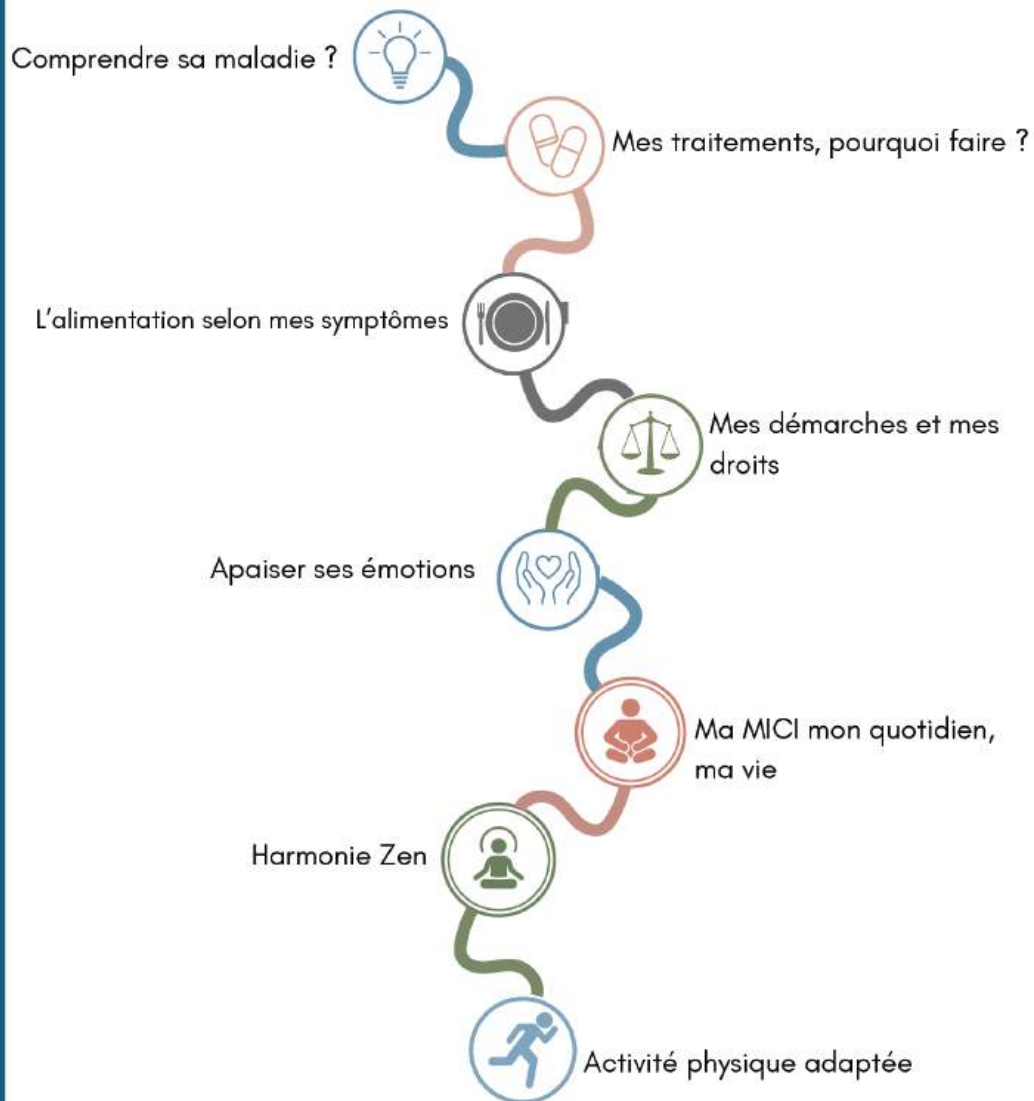 Comprendre sa maladie ?
Mes traitements, pourquoi faire ?
L'alimentation selon mes symptômes
Mes démarches et mes
droits
Apaiser ses émotions
Ma MICI mon quotidien,
ma vie
Harmonie Zen
Activité physique adaptée